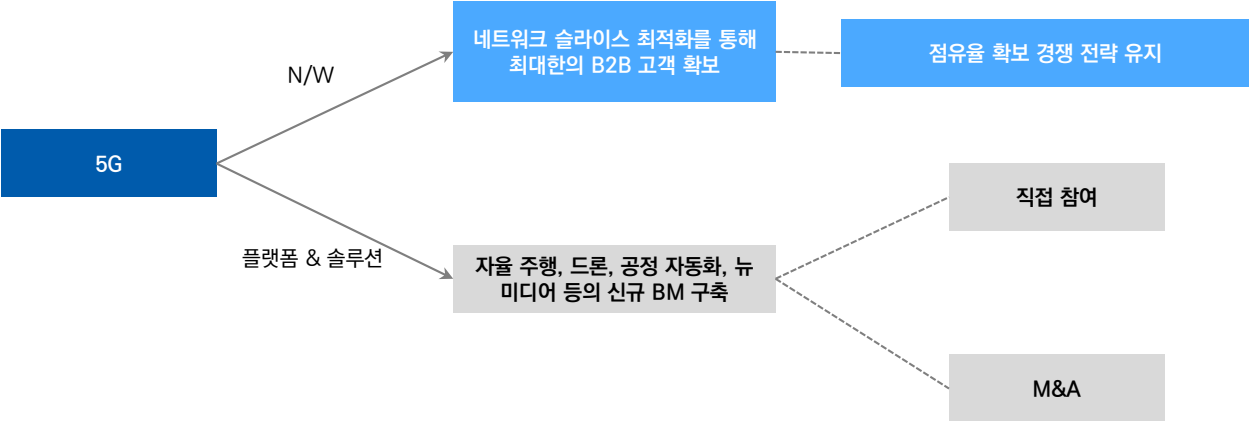 네트워크 슬라이스 최적화를 통해
최대한의 B2B 고객 확보
점유율 확보 경쟁 전략 유지
N/W
5G
직접 참여
플랫폼 & 솔루션
자율 주행, 드론, 공정 자동화, 뉴
미디어 등의 신규 BM 구축
M&A